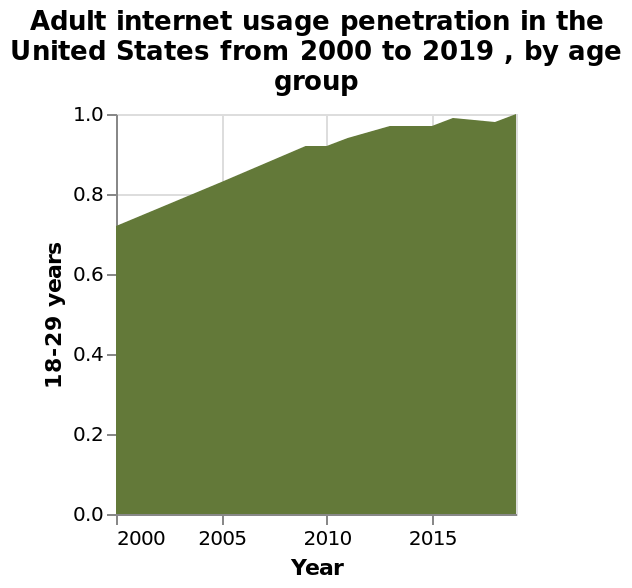 Adult internet usage penetration in the
United States from 2000 to 2019 , by age
group
1.0
0.8
0.6
0.4
0.2
0.0
18-29 years
2000 2005 2010 2015
Year